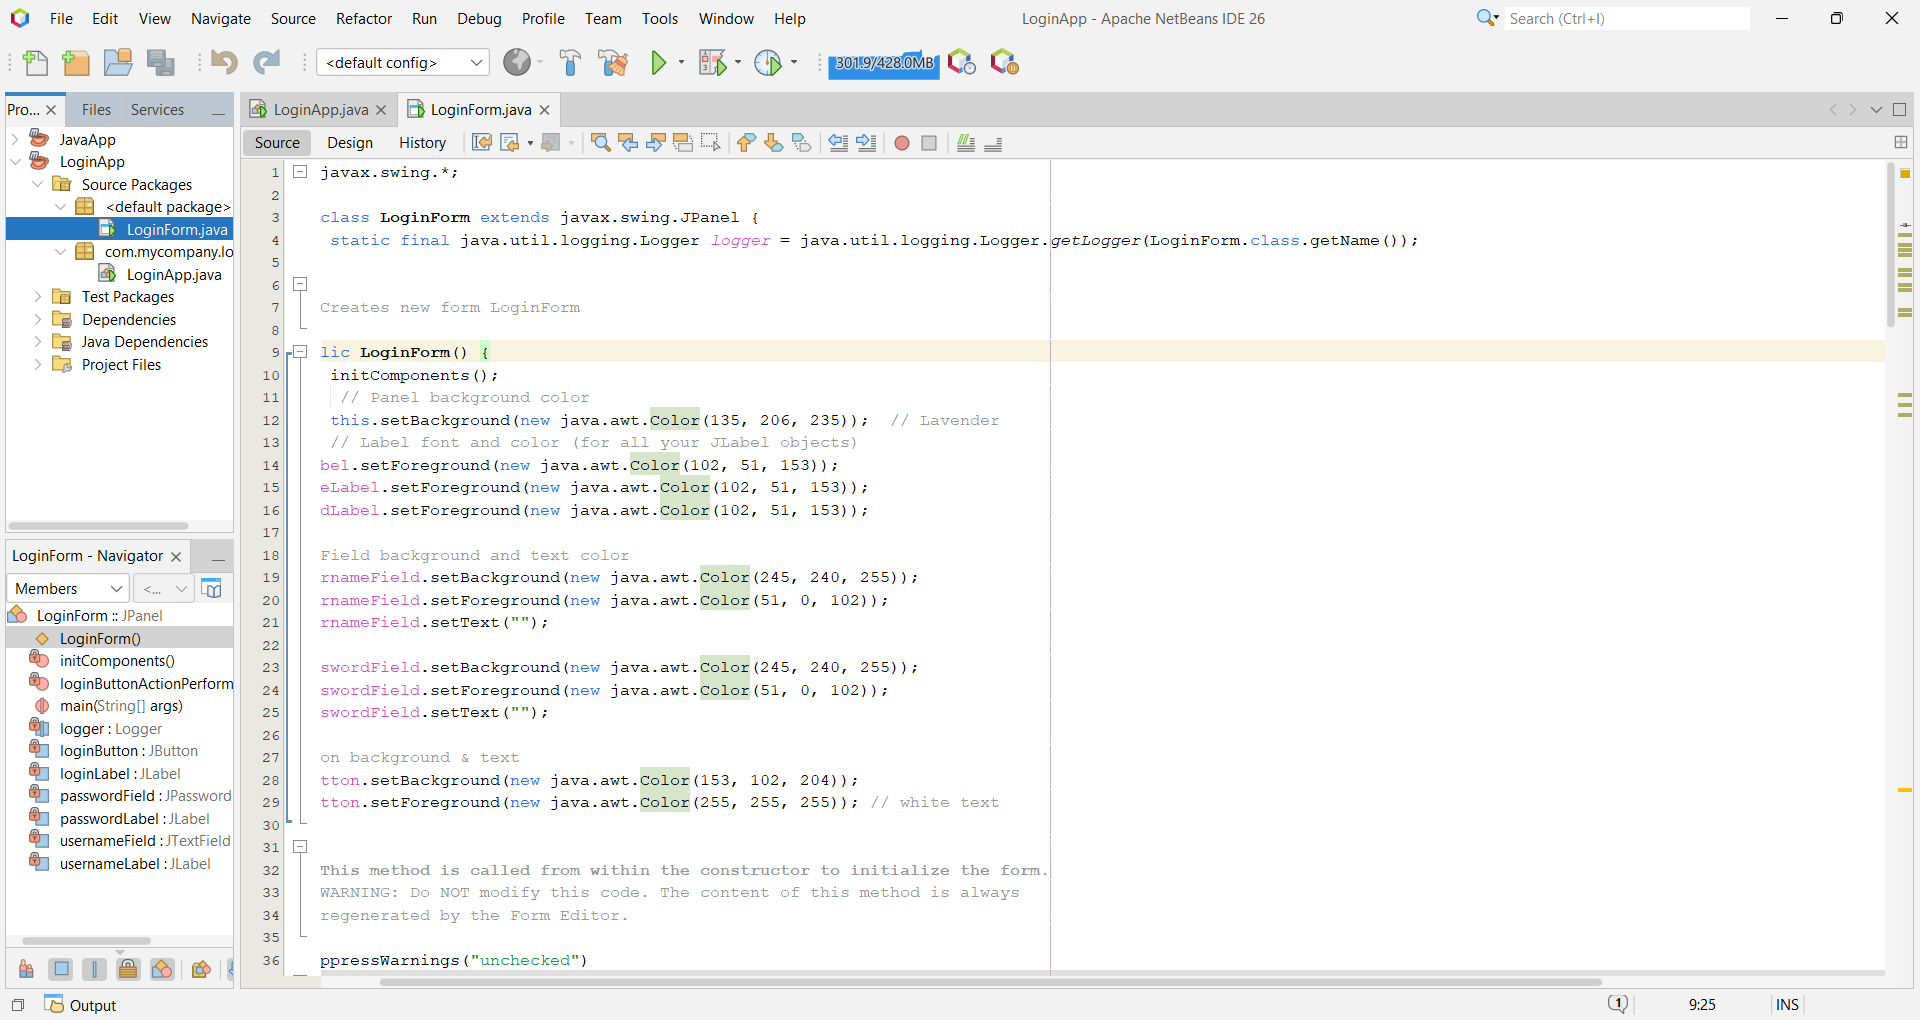 File Edit View Navigate Source Refactor Run Debug Profile Team Tools Window Help
LoginApp - Apache NetBeans IDE 26
Search (Ctrl+I)
<default config>
301.9/428.0MB
Pro... Files Services
LoginApp.java LoginForm.java
Source Design History
JavaApp
LoginApp
Source Packages
<default package>
LoginForm.java
com.mycompany.lo
LoginApp.java
Test Packages
Dependencies
Java Dependencies
Project Files
LoginForm - Navigator
Members <...
LoginForm :: JPanel
LoginForm()
initComponents()
loginButtonActionPerform
main(String[] args)
logger : Logger
loginButton : JButton
loginLabel : JLabel
passwordField : JPassword
passwordLabel : JLabel
usernameField : JTextField
usernameLabel : JLabel
1 javax.swing.*;
2
3 class LoginForm extends javax.swing.JPanel {
4 static final java.util.logging.Logger logger = java.util.logging.Logger.getLogger(LoginForm.class.getName());
5
6
7 Creates new form LoginForm
8
9 lic LoginForm() {
10 initComponents();
11 // Panel background color
12 this.setBackground(new java.awt.Color(135, 206, 235)); // Lavender
13 // Label font and color (for all your JLabel objects)
14 bel.setForeground(new java.awt.Color(102, 51, 153));
15 eLabel.setForeground(new java.awt.Color(102, 51, 153));
16 dLabel.setForeground(new java.awt.Color(102, 51, 153));
17
18 Field background and text color
19 rnameField.setBackground(new java.awt.Color(245, 240, 255));
20 rnameField.setForeground(new java.awt.Color(51, 0, 102));
21 rnameField.setText("");
22
23 swordField.setBackground(new java.awt.Color(245, 240, 255));
24 swordField.setForeground(new java.awt.Color(51, 0, 102));
25 swordField.setText("");
26
27 on background & text
28 tton.setBackground(new java.awt.Color(153, 102, 204));
29 tton.setForeground(new java.awt.Color(255, 255, 255)); // white text
30
31
32 This method is called from within the constructor to initialize the form.
33 WARNING: Do NOT modify this code. The content of this method is always
34 regenerated by the Form Editor.
35
36 ppressWarnings("unchecked")
Output
1
9:25
INS